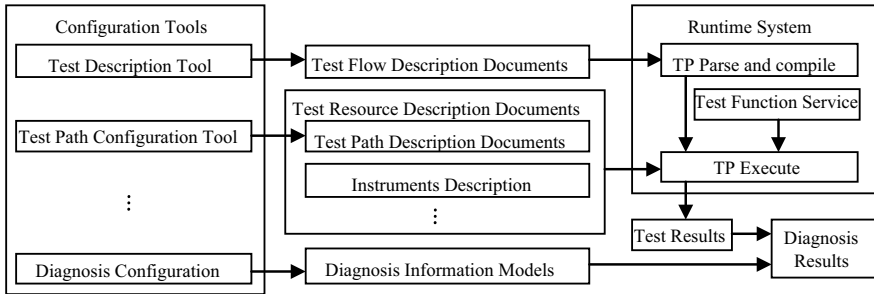 Configuration Tools
Test Description Tool
Test Path Configuration Tool
⋮
Diagnosis Configuration
Test Flow Description Documents
Test Resource Description Documents
Test Path Description Documents
Instruments Description
⋮
Diagnosis Information Models
Runtime System
TP Parse and compile
Test Function Service
TP Execute
Test Results
Diagnosis
Results